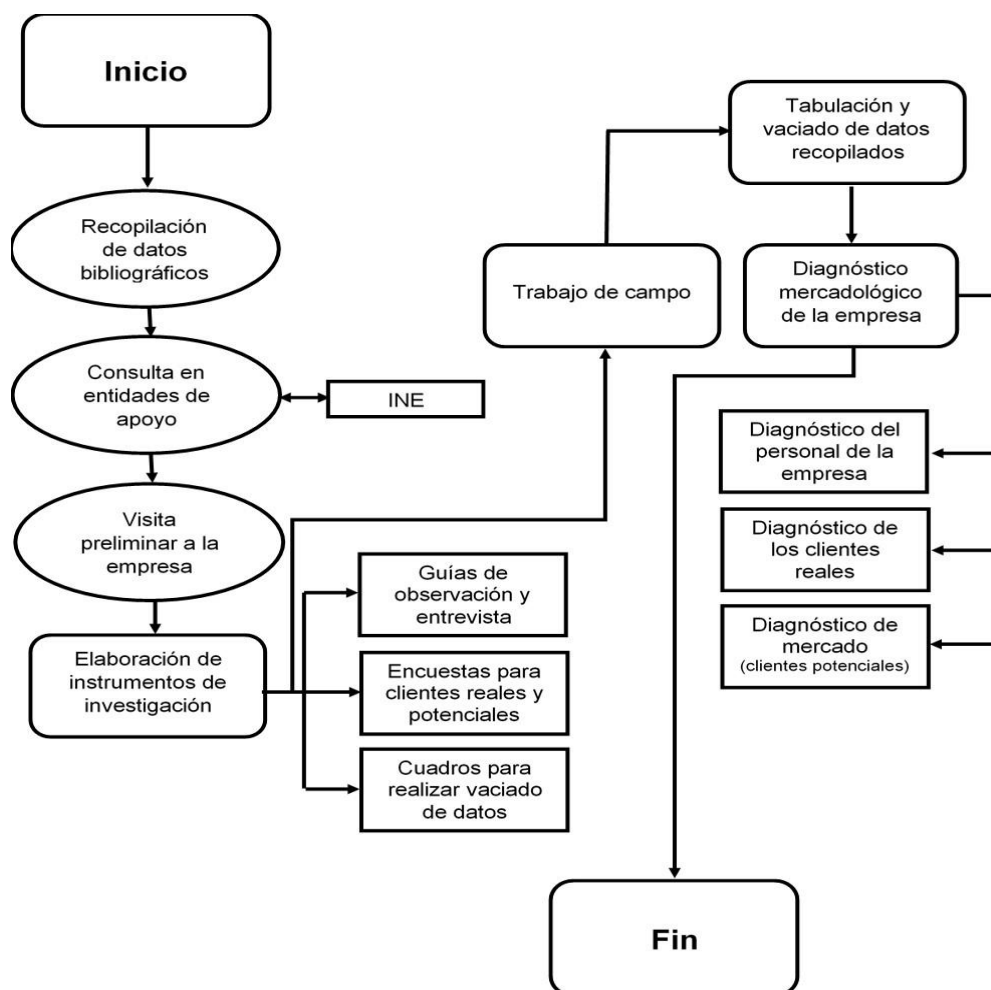 Inicio
Recopilación
de datos
bibliográficos
Consulta en
entidades de
apoyo
INE
Visita
preliminar a la
empresa
Elaboración de
instrumentos de
investigación
Guías de
observación y
entrevista
Encuestas para
clientes reales y
potenciales
Cuadros para
realizar vaciado
de datos
Trabajo de campo
Tabulación y
vaciado de datos
recopilados
Diagnóstico
mercadológico
de la empresa
Diagnóstico del
personal de la
empresa
Diagnóstico de
los clientes
reales
Diagnóstico de
mercado
(clientes potenciales)
Fin